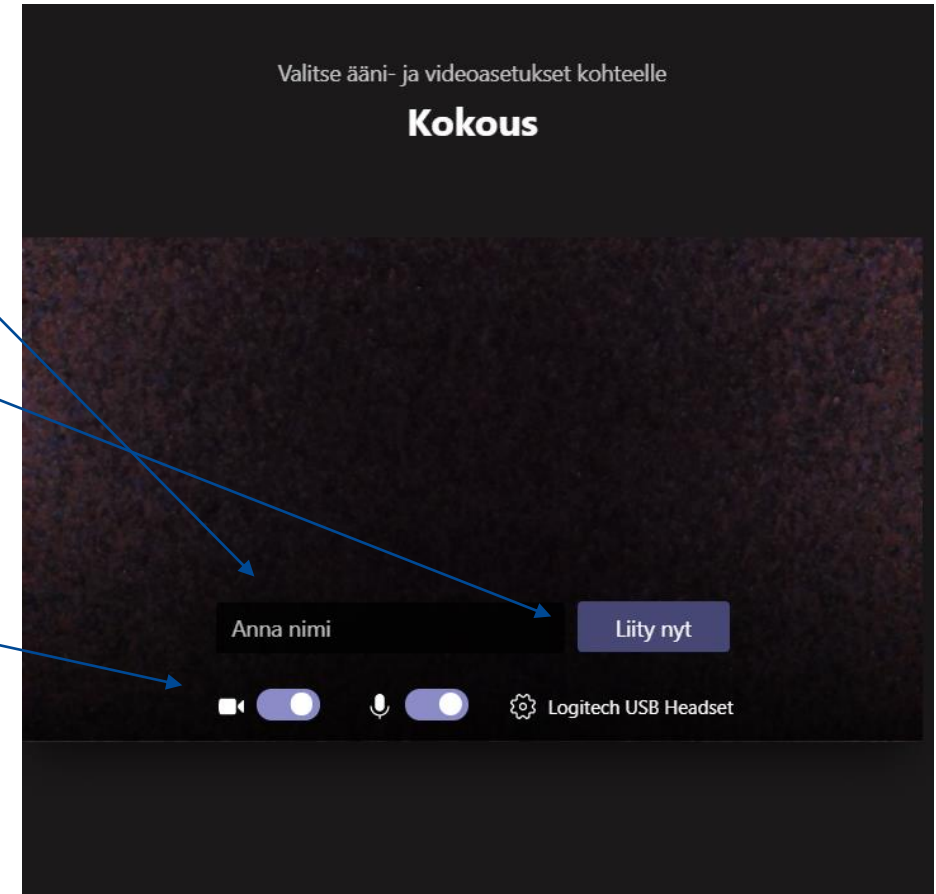 Valitse ääni- ja videoasetukset kohteelle
Kokous
Anna nimi
Liity nyt
Logitech USB Headset